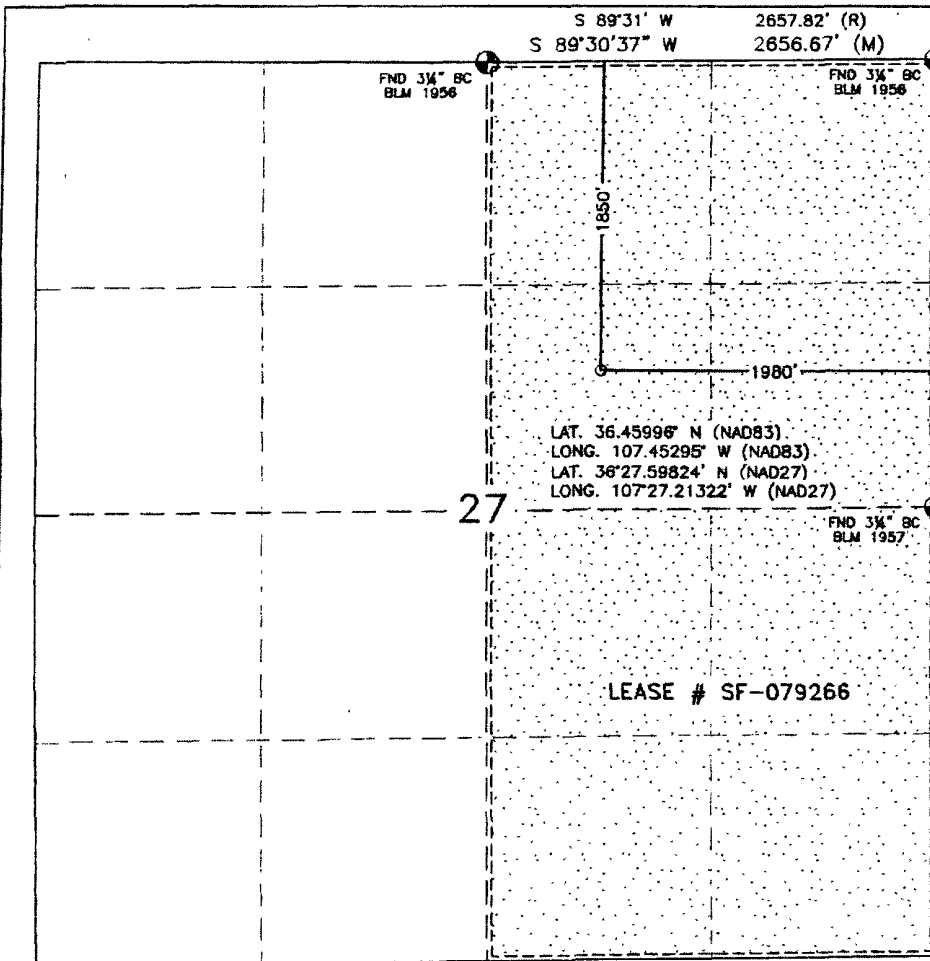 S 89°31' W 2657.82' (R)
S 89°30'37" W 2656.67' (M)
FND 3¼" BC
BLM 1956
FND 3¼" BC
BLM 1956
1850'
1980'
LAT. 36.45996° N (NAD83)
LONG. 107.45295° W (NAD83)
LAT. 36°27.59824' N (NAD27)
LONG. 107°27.21322' W (NAD27)
27
FND 3¼" BC
BLM 1957
LEASE # SF-079266